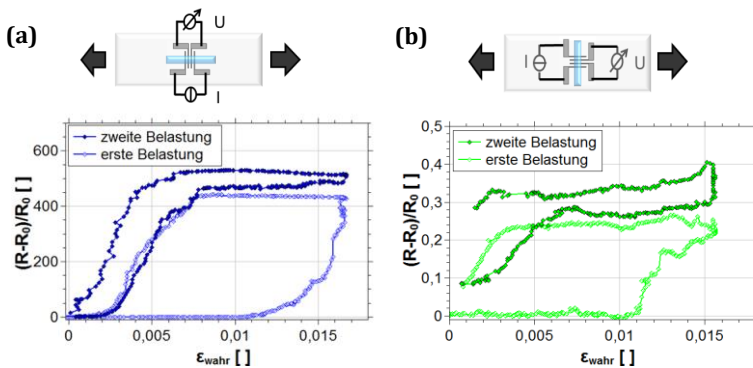 (a)
U
I
600
400
200
0
(R-R₀)/R₀ [ ]
zweite Belastung
erste Belastung
0
0,005
0,01
0,015
εwahr [ ]
(b)
I
U
0,5
0,4
0,3
0,2
0,1
0
(R-R₀)/R₀ [ ]
zweite Belastung
erste Belastung
0
0,005
0,01
0,015
εwahr [ ]